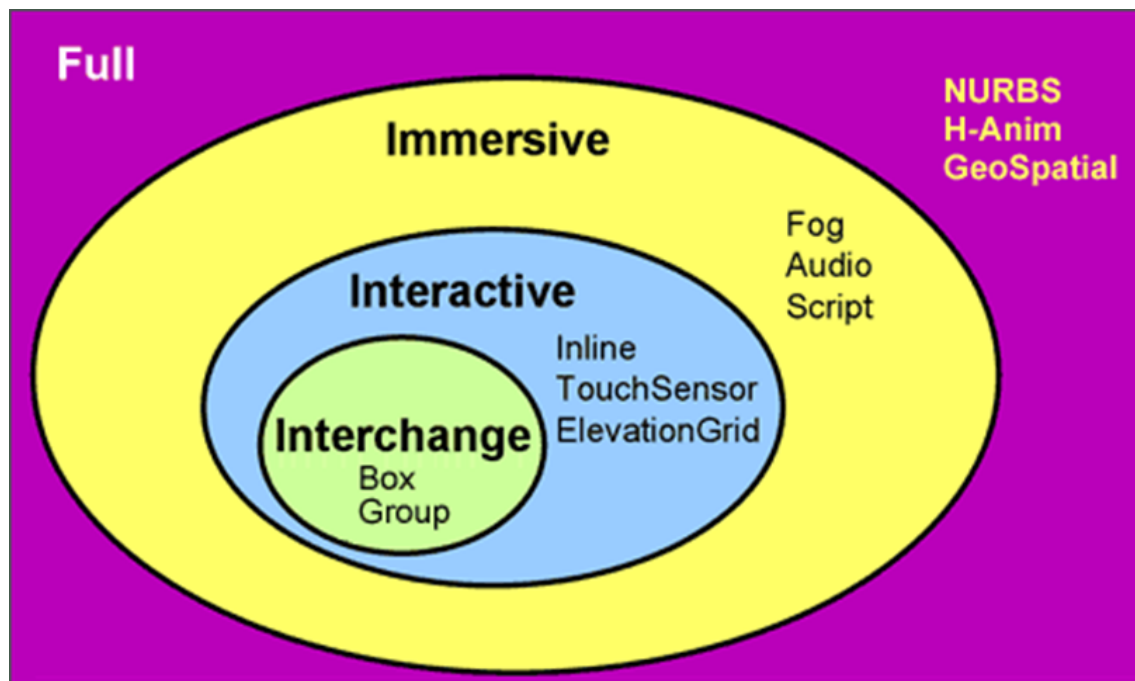 Full
NURBS
H-Anim
GeoSpatial
Immersive
Fog
Audio
Script
Interactive
Inline
TouchSensor
ElevationGrid
Interchange
Box
Group